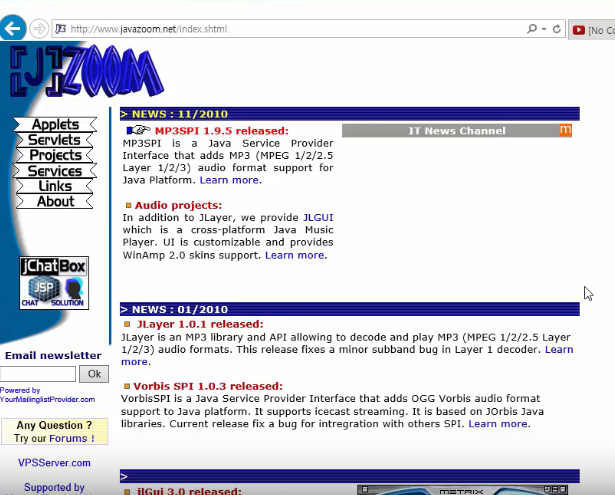 http://www.javazoom.net/index.shtml
[No Co
[J]ZOOM
Applets
Servlets
Projects
Services
Links
About
jChatBox
JSP
CHAT SOLUTION
Email newsletter
Ok
Powered by
YourMailinglistProvider.com
Any Question ?
Try our Forums !
VPSServer.com
Supported by
> NEWS : 11/2010
MP3SPI 1.9.5 released:
MP3SPI is a Java Service Provider
Interface that adds MP3 (MPEG 1/2/2.5
Layer 1/2/3) audio format support for
Java Platform. Learn more.
Audio projects:
In addition to JLayer, we provide JLGUI
which is a cross-platform Java Music
Player. UI is customizable and provides
WinAmp 2.0 skins support. Learn more.
IT News Channel
m
> NEWS : 01/2010
JLayer 1.0.1 released:
JLayer is an MP3 library and API allowing to decode and play MP3 (MPEG 1/2/2.5 Layer
1/2/3) audio formats. This release fixes a minor subband bug in Layer 1 decoder. Learn
more.
Vorbis SPI 1.0.3 released:
VorbisSPI is a Java Service Provider Interface that adds OGG Vorbis audio format
support to Java platform. It supports icecast streaming. It is based on JOrbis Java
libraries. Current release fix a bug for intregration with others SPI. Learn more.
>
jlGui 3.0 released:
METRIX